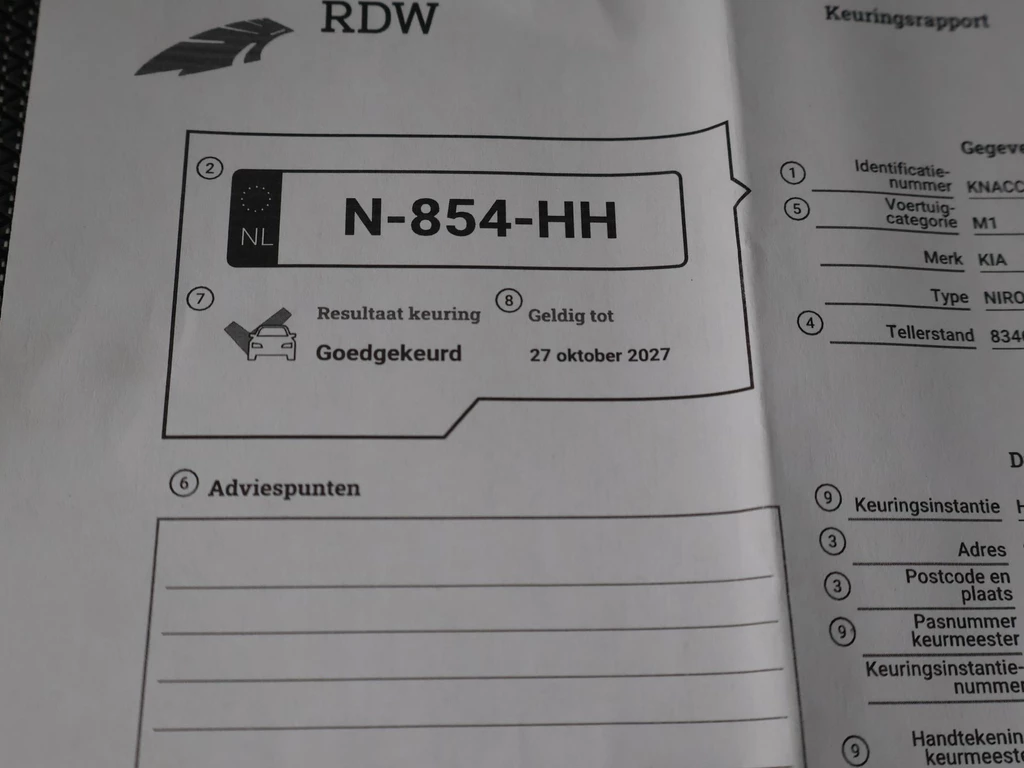 RDW
Keuringsrapport
2
NL
N-854-HH
7
Resultaat keuring
Goedgekeurd
8
Geldig tot
27 oktober 2027
1
Identificatie-
nummer KNACC
5
Voertuig-
categorie M1
Merk KIA
Type NIRO
4
Tellerstand
6 Adviespunten
9 Keuringsinstantie
3 Adres
3 Postcode en
plaats
9 Pasnummer
keurmeester
Keuringsinstantie-
nummer
9